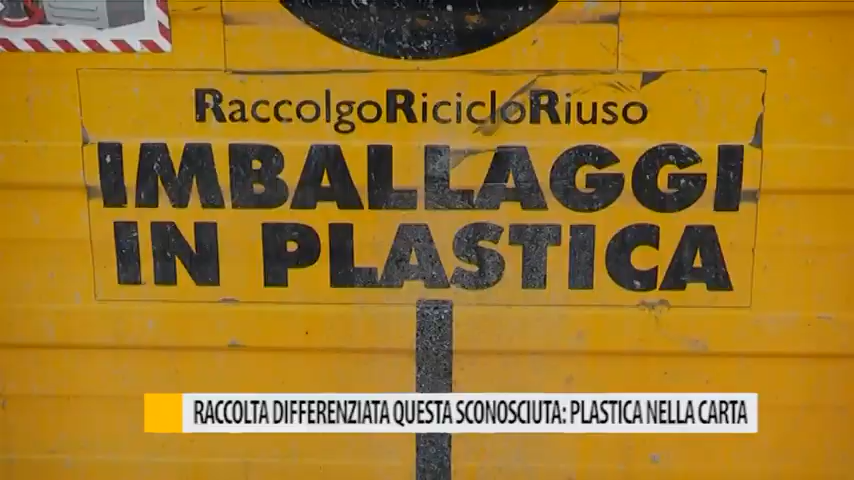 RaccolgoRicicloRiuso
IMBALLAGGI
IN PLASTICA
RACCOLTA DIFFERENZIATA QUESTA SCONOSCIUTA: PLASTICA NELLA CARTA